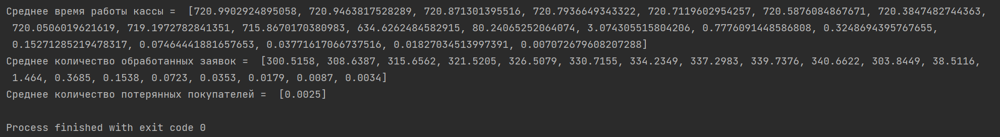 Среднее время работы кассы =  [720.9902924895058, 720.9463817528289, 720.871301395516, 720.7936649343322, 720.7119602954257, 720.5876084867671, 720.3847482744363,
720.0506019621619, 719.1972782841351, 715.8670170380983, 634.6262484582915, 80.24065252064074, 3.074305515804206, 0.7776091448586808, 0.3248694395767655,
0.15271285219478317, 0.07464441881657653, 0.03771617066737516, 0.01827034513997391, 0.007072679608207288]
Среднее количество обработанных заявок =  [300.5158, 308.6387, 315.6562, 321.5205, 326.5079, 330.7155, 334.2349, 337.2983, 339.7376, 340.6622, 303.8449, 38.5116,
1.464, 0.3685, 0.1538, 0.0723, 0.0353, 0.0179, 0.0087, 0.0034]
Среднее количество потерянных покупателей =  [0.0025]
Process finished with exit code 0